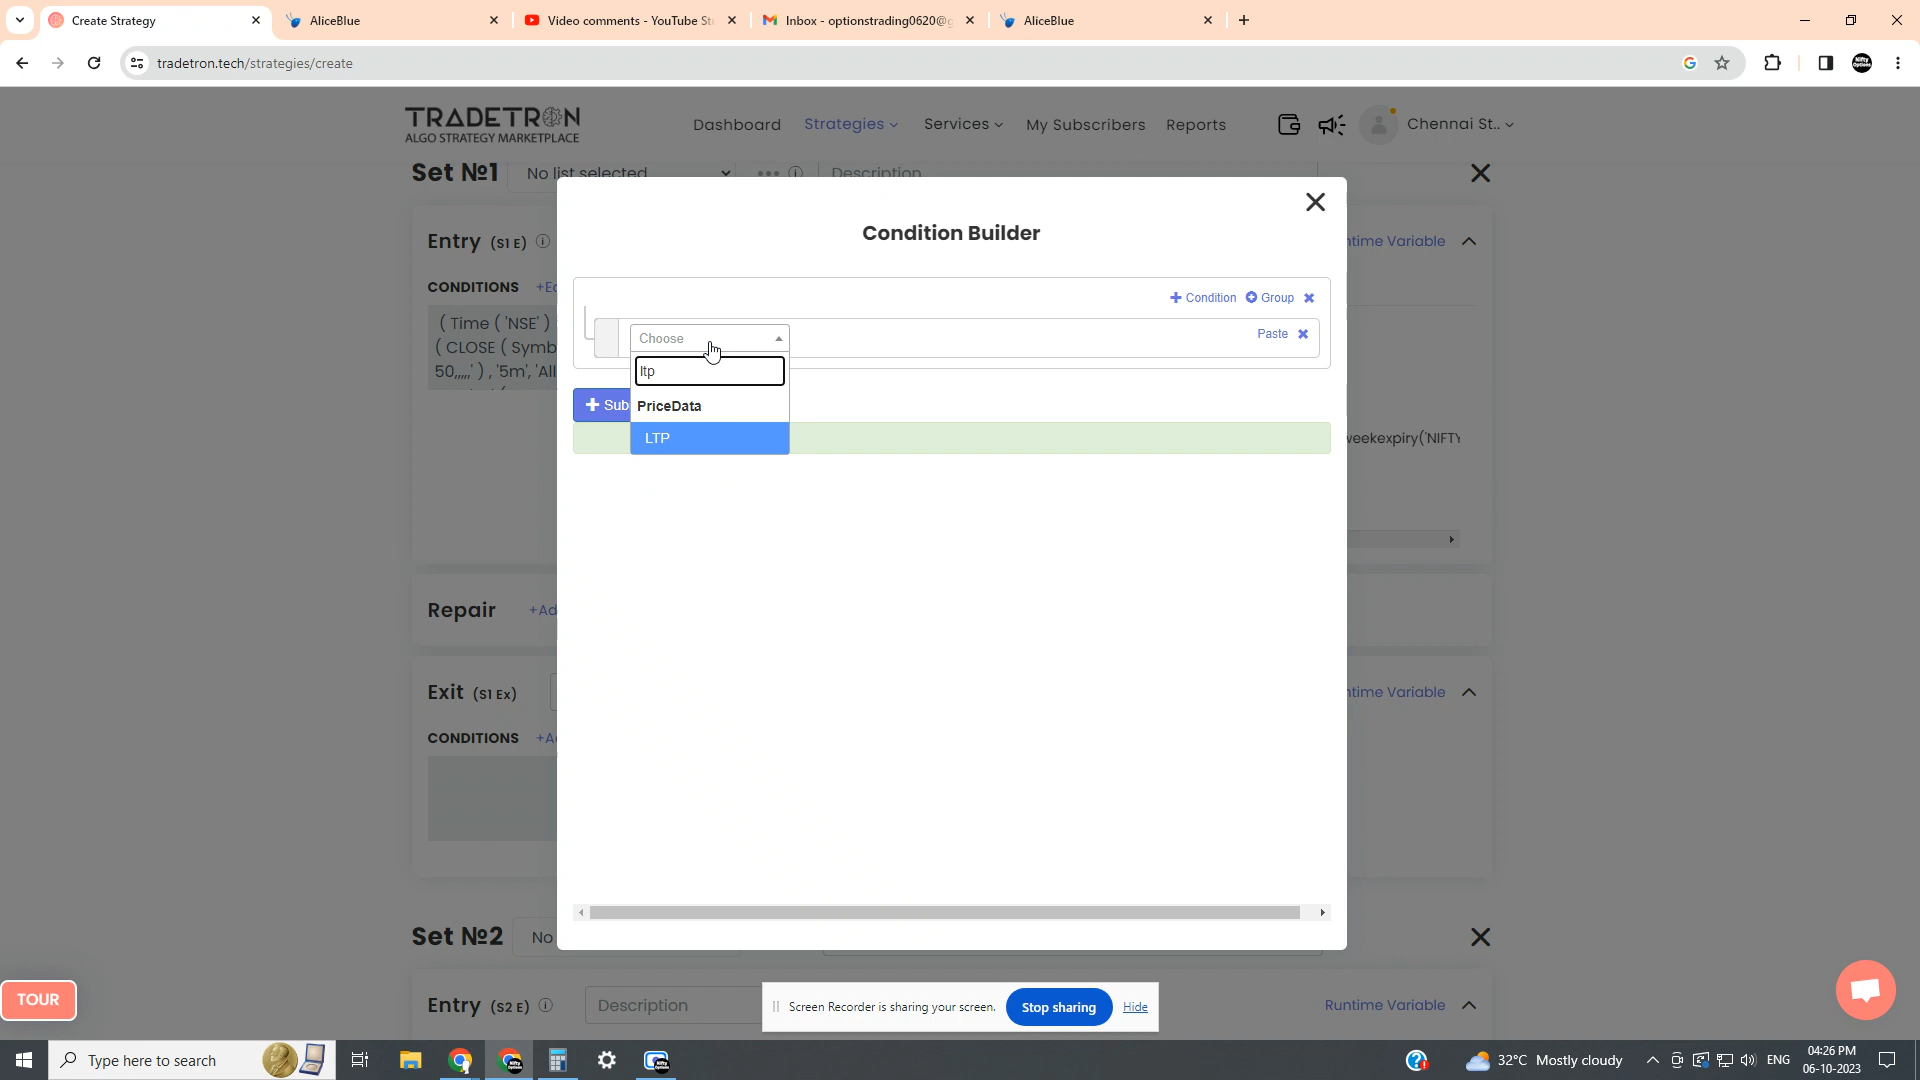 Create Strategy
AliceBlue
Video comments - YouTube St
Inbox - optionstrading0620@g
AliceBlue
tradetron.tech/strategies/create
TRADETRON
ALGO STRATEGY MARKETPLACE
Dashboard
Strategies
Services
My Subscribers
Reports
Chennai St..
Set №1
No list selected
Description
Condition Builder
Entry (S1 E)
ntime Variable
CONDITIONS
+Ed
+ Condition
Group
( Time ( 'NSE' )
( CLOSE ( Symb
50,,,,,' ) , '5m', 'All
Choose
Paste
ltp
PriceData
+ Sub
LTP
weekexpiry('NIFTY
Repair
+Ad
Exit (S1 Ex)
ntime Variable
CONDITIONS
+A
Set №2
No
TOUR
Entry (S2 E)
Description
Screen Recorder is sharing your screen.
Stop sharing
Hide
Runtime Variable
Type here to search
32°C Mostly cloudy
ENG
04:26 PM
06-10-2023